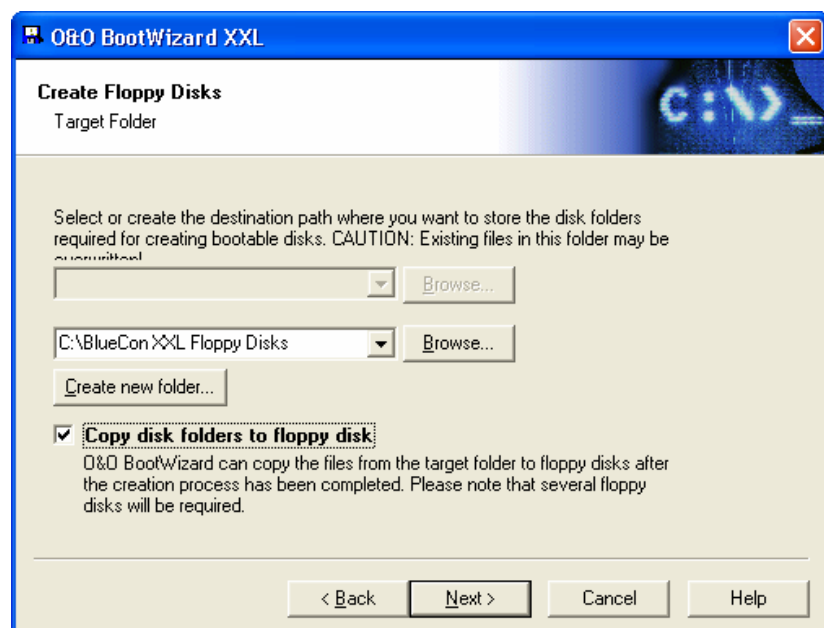 O&O BootWizard XXL
Create Floppy Disks
Target Folder
C:\>_
Select or create the destination path where you want to store the disk folders
required for creating bootable disks. CAUTION: Existing files in this folder may be
overwritten!
Browse...
C:\BlueCon XXL Floppy Disks
Browse...
Create new folder...
Copy disk folders to floppy disk
O&O BootWizard can copy the files from the target folder to floppy disks after
the creation process has been completed. Please note that several floppy
disks will be required.
< Back
Next >
Cancel
Help